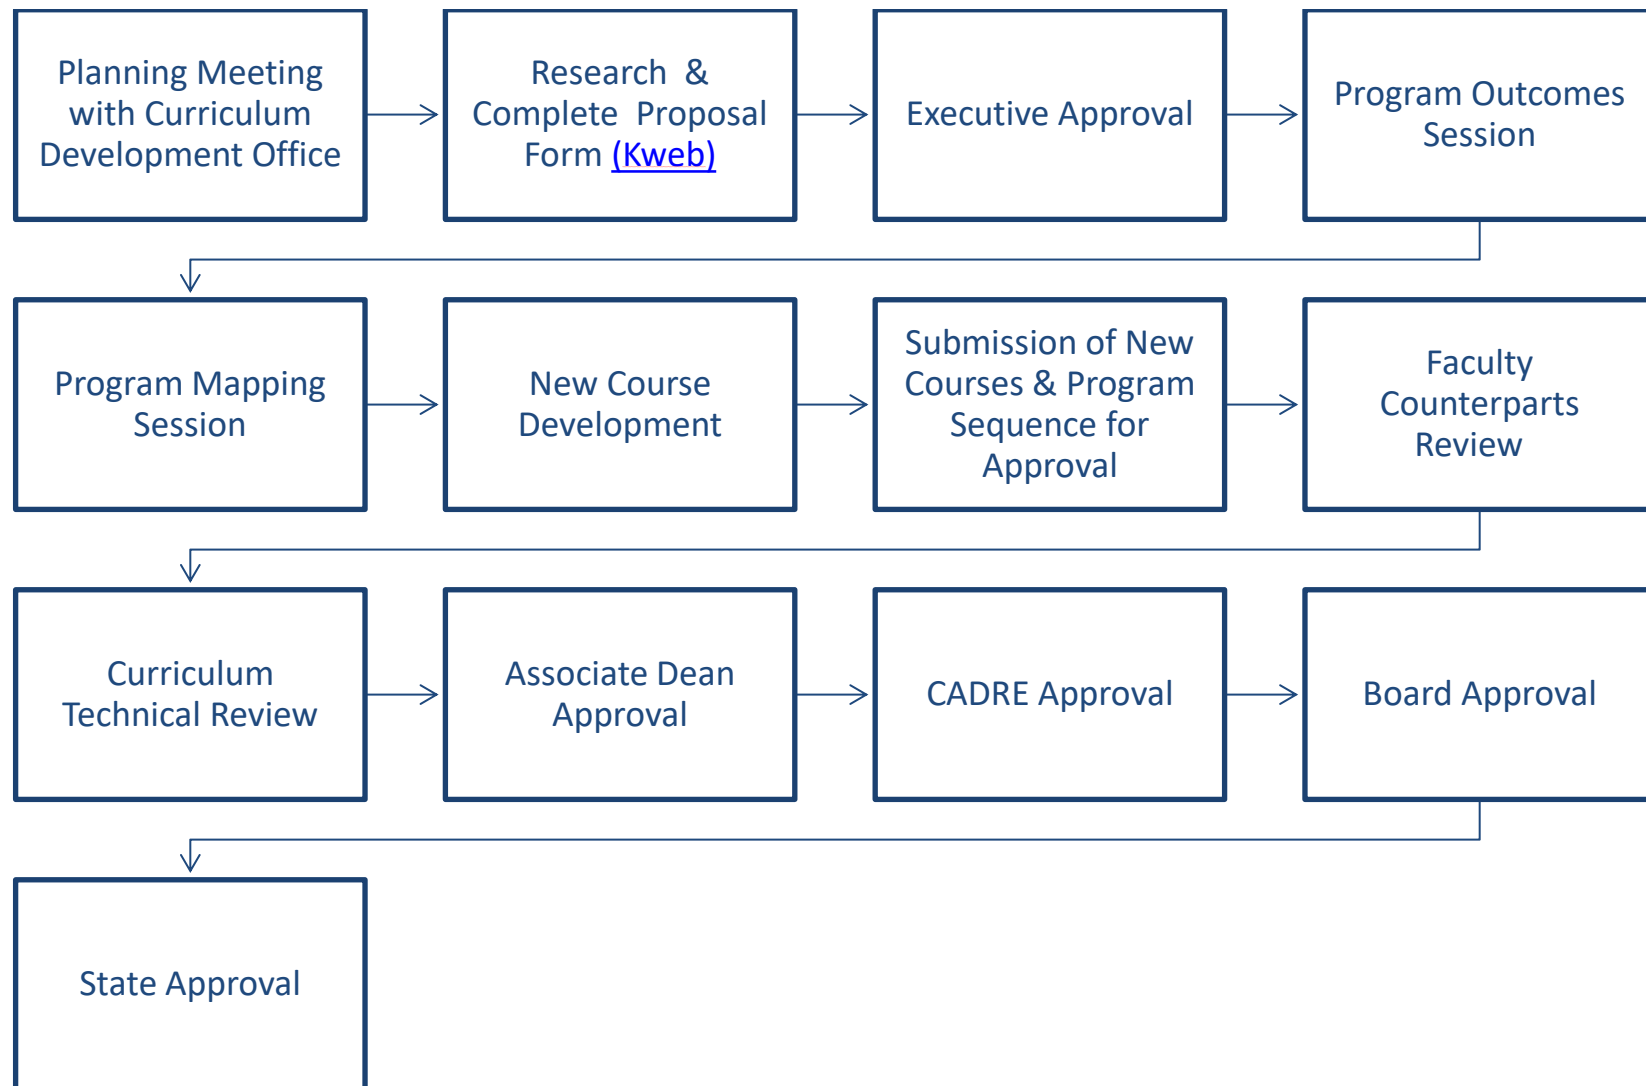 Planning Meeting
with Curriculum
Development Office
Research & 
Complete Proposal
Form (Kweb)
Executive Approval
Program Outcomes
Session
Program Mapping
Session
New Course
Development
Submission of New
Courses & Program
Sequence for
Approval
Faculty
Counterparts
Review
Curriculum
Technical Review
Associate Dean
Approval
CADRE Approval
Board Approval
State Approval